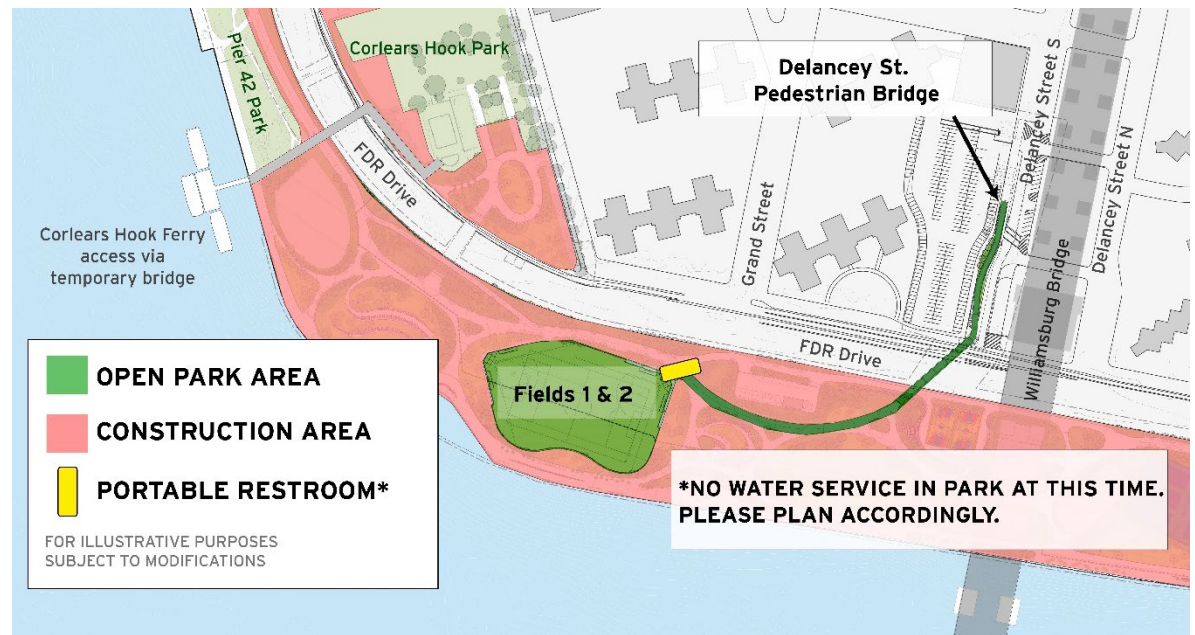 Pier 42 Park
Corlears Hook Park
Delancey St.
Pedestrian Bridge
Delancey Street S
FDR Drive
Grand Street
Delancey Street N
Williamsburg Bridge
Corlears Hook Ferry
access via
temporary bridge
FDR Drive
Fields 1 & 2
OPEN PARK AREA
CONSTRUCTION AREA
PORTABLE RESTROOM*
FOR ILLUSTRATIVE PURPOSES
SUBJECT TO MODIFICATIONS
*NO WATER SERVICE IN PARK AT THIS TIME.
PLEASE PLAN ACCORDINGLY.